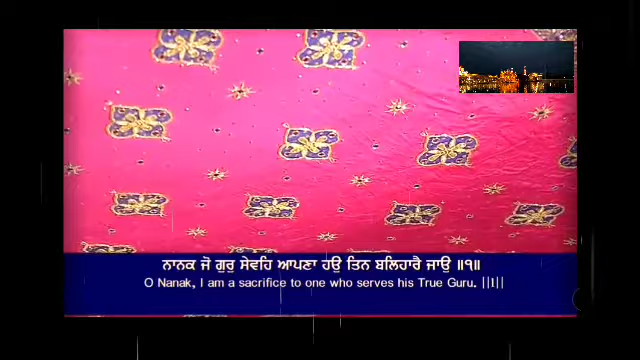 ਨਾਨਕ ਜੋ ਗੁਰੁ ਸੇਵਹਿ ਆਪਣਾ ਹਉ ਤਿਨ ਬਲਿਹਾਰੈ ਜਾਉ ॥੧॥
O Nanak, I am a sacrifice to one who serves his True Guru. ||1||